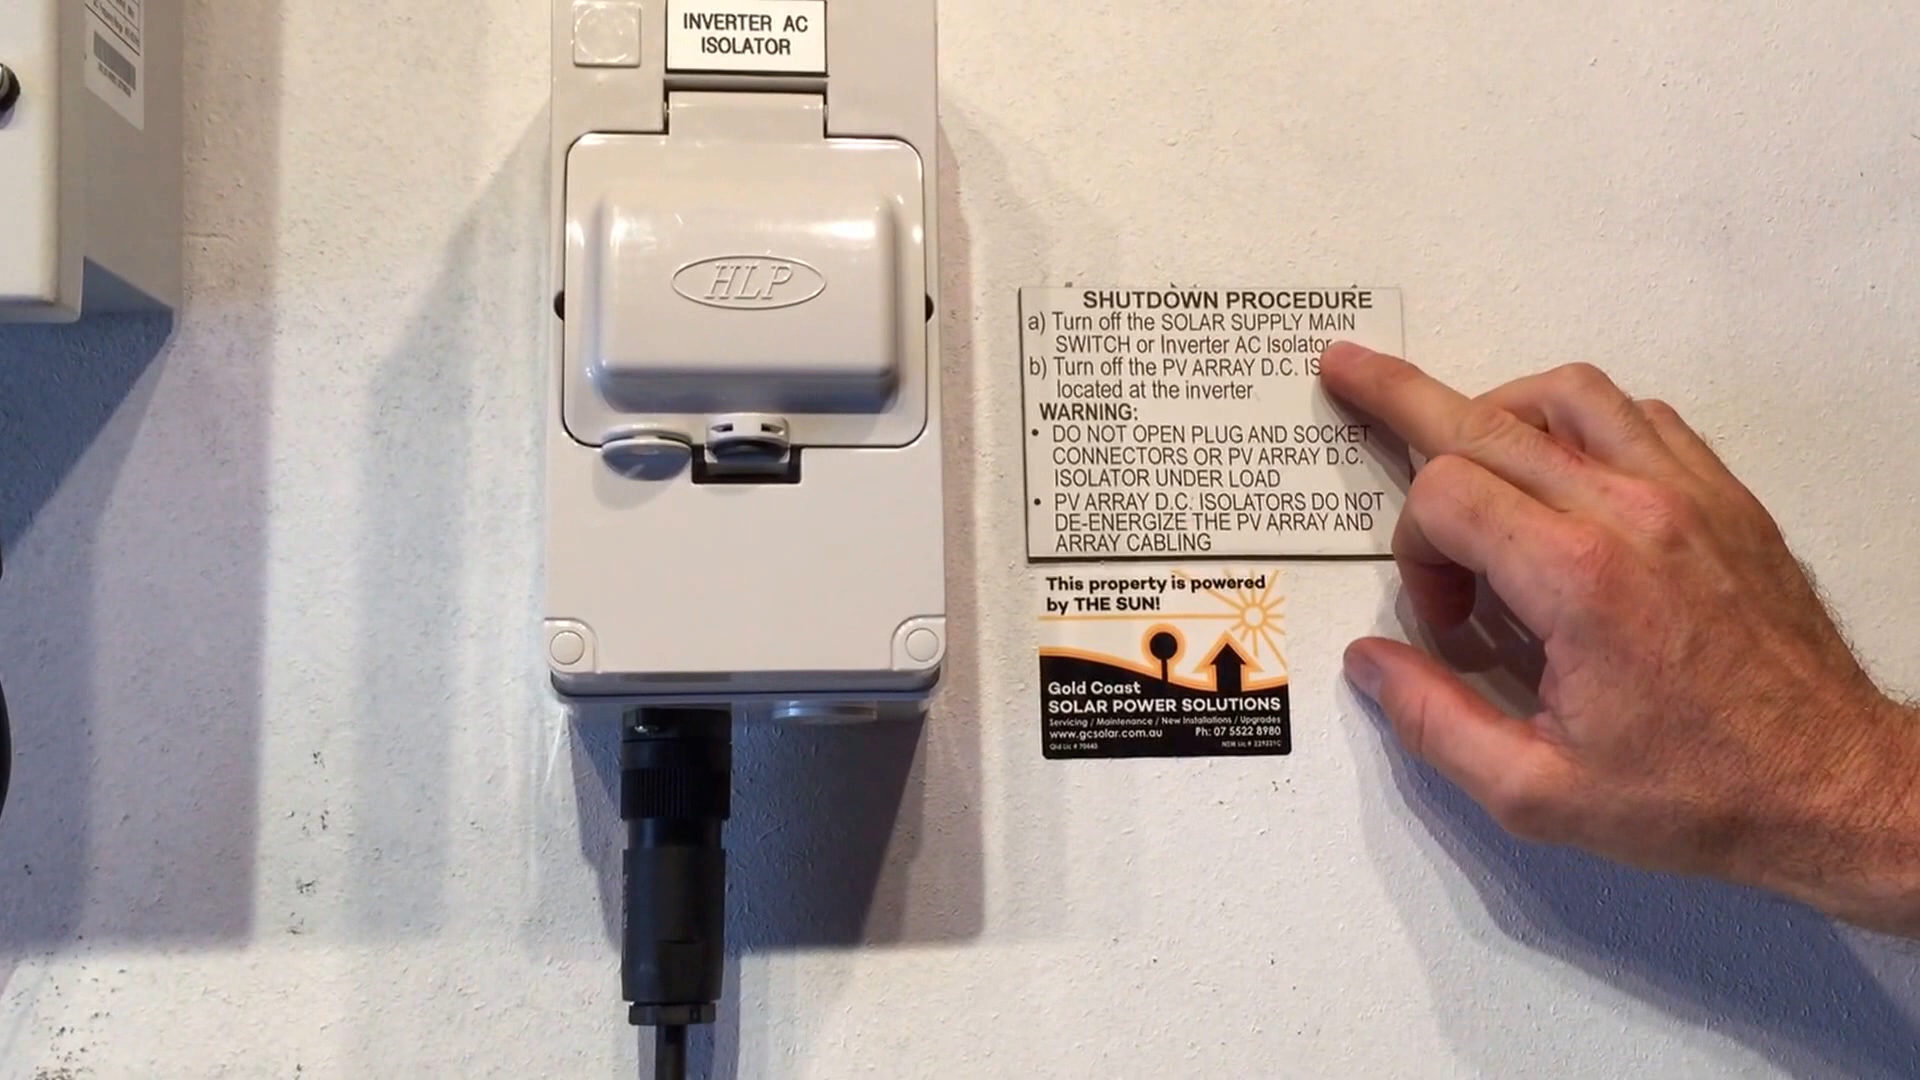 INVERTER AC
ISOLATOR
HLP
SHUTDOWN PROCEDURE
a) Turn off the SOLAR SUPPLY MAIN
SWITCH or Inverter AC Isolator
b) Turn off the PV ARRAY D.C.
located at the inverter
WARNING:
• DO NOT OPEN PLUG AND SOCKET
CONNECTORS OR PV ARRAY D.C.
ISOLATOR UNDER LOAD
• PV ARRAY D.C. ISOLATORS DO NOT
DE-ENERGIZE THE PV ARRAY AND
ARRAY CABLING
This property is powered
by THE SUN!
Gold Coast
SOLAR POWER SOLUTIONS
Servicing / Maintenance / New Installations / Upgrades
www.gcsolar.com.au Ph: 07 5522 8980